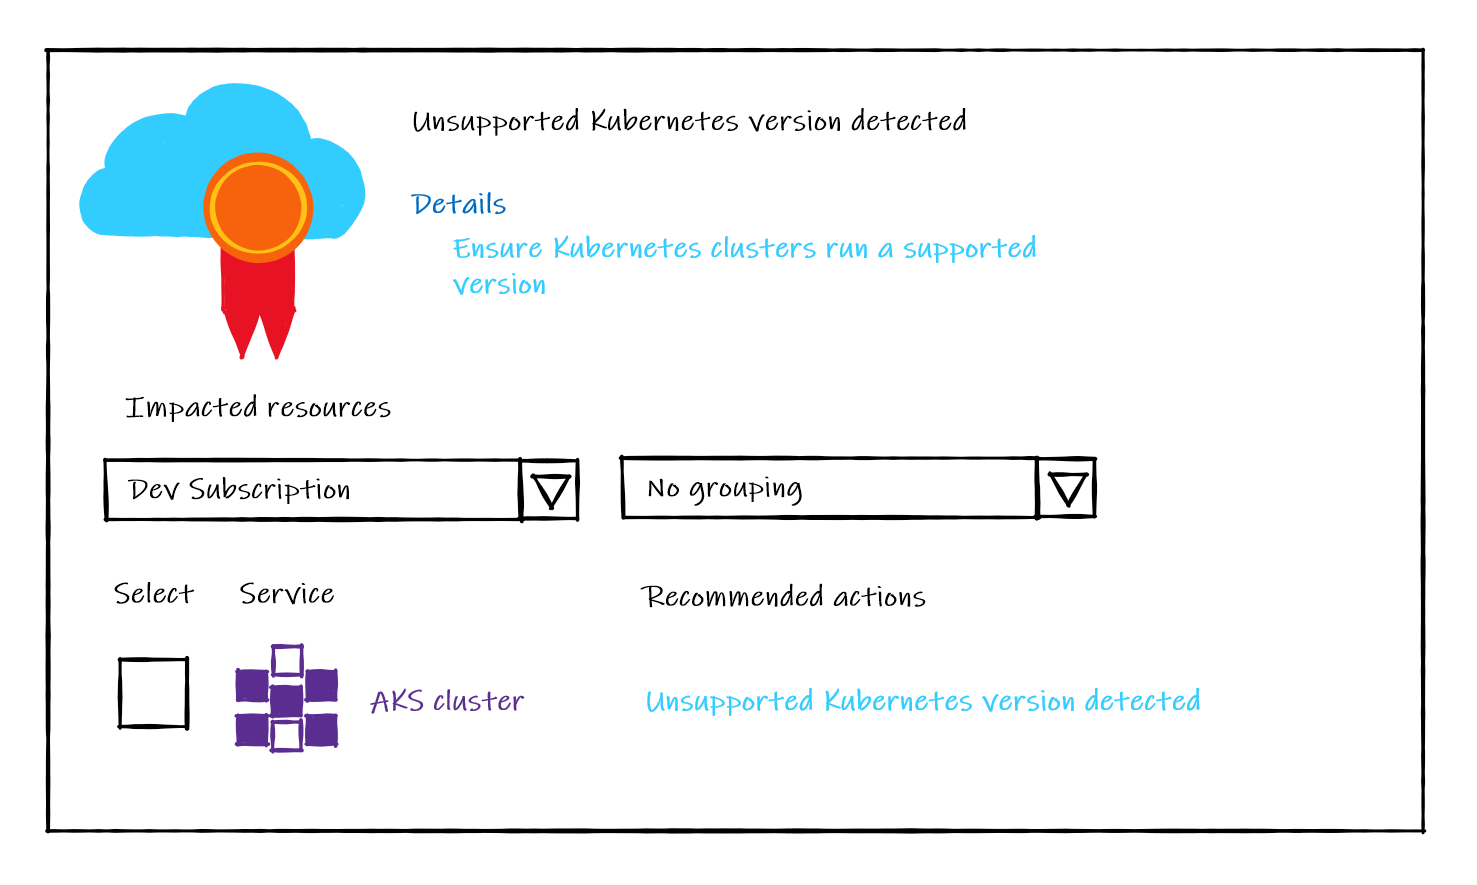 Unsupported Kubernetes version detected
Details
Ensure Kubernetes clusters run a supported
version
Impacted resources
Dev Subscription
No grouping
Select
Service
Recommended actions
AKS cluster
Unsupported Kubernetes version detected